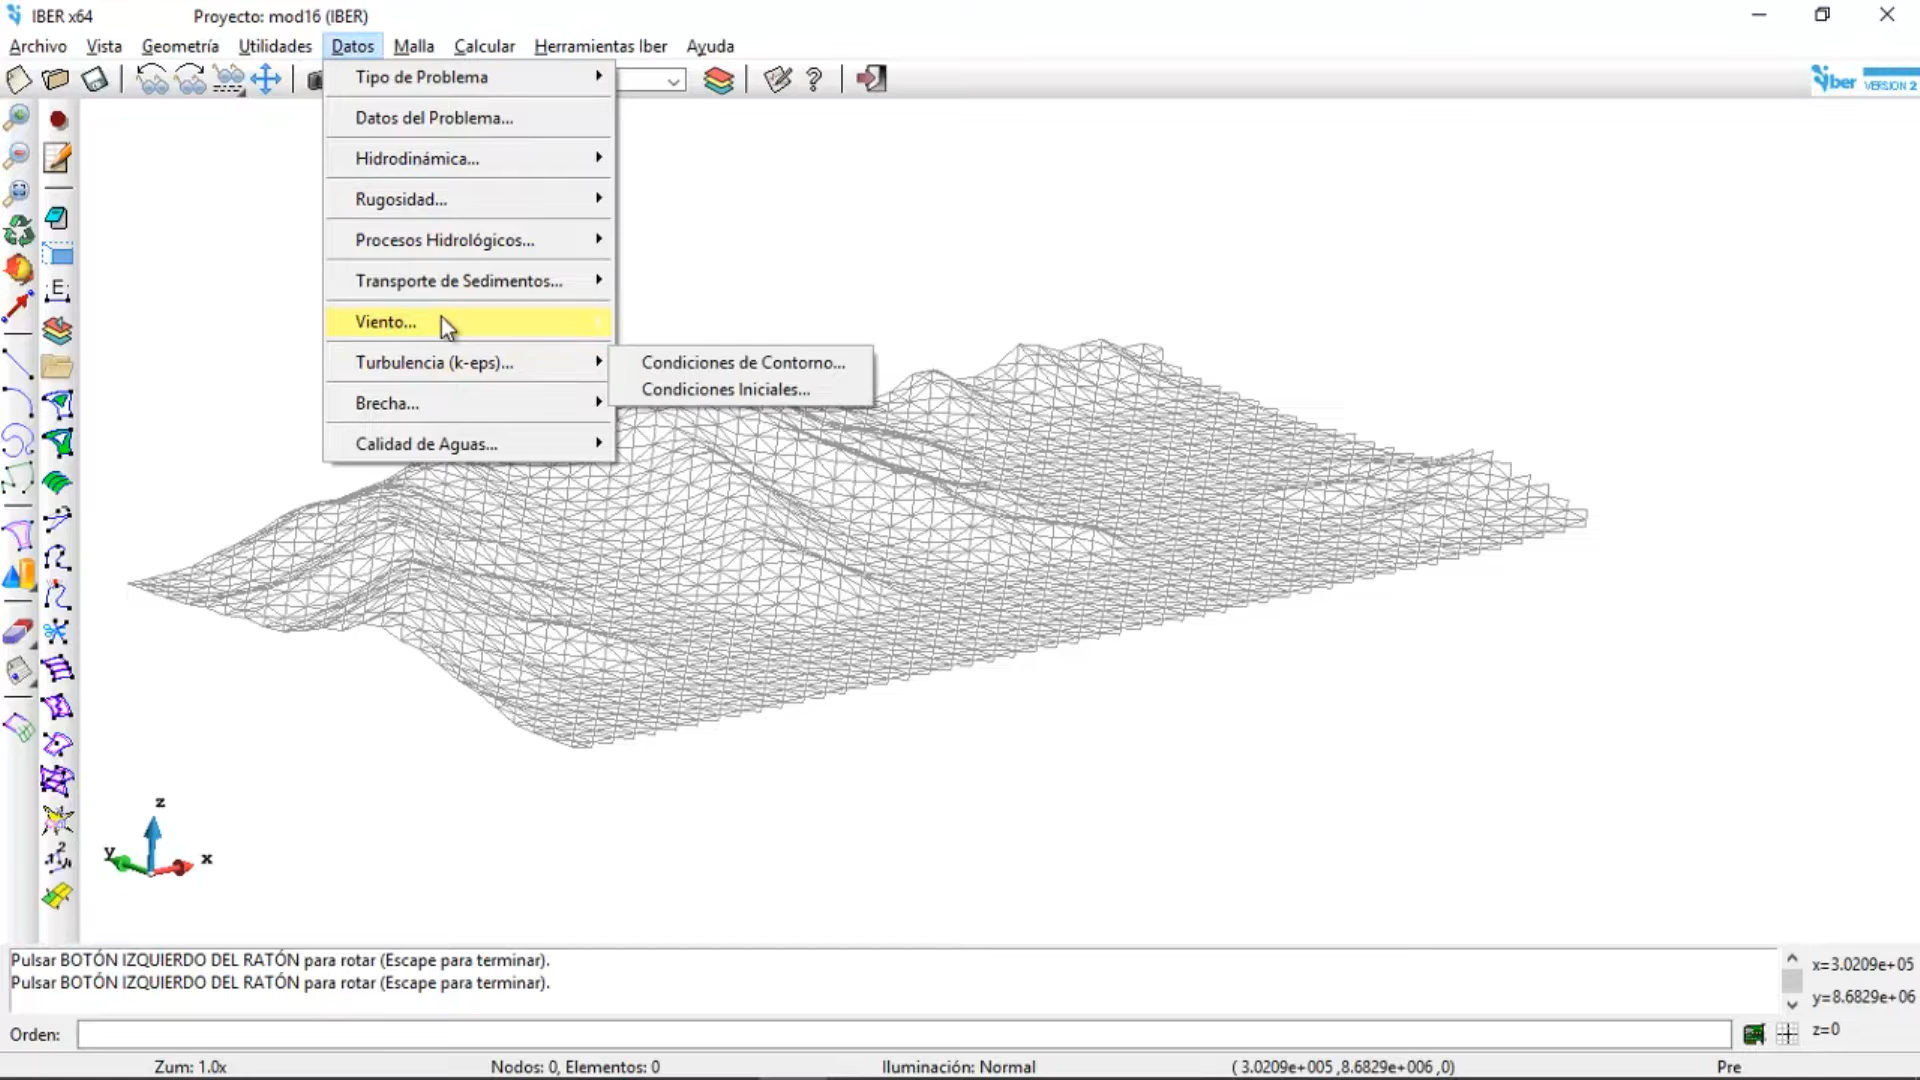 IBER x64
Proyecto: mod16 (IBER)
Archivo
Vista
Geometría
Utilidades
Datos
Malla
Calcular
Herramientas Iber
Ayuda
Iber VERSION 2
Tipo de Problema
Datos del Problema...
Hidrodinámica...
Rugosidad...
Procesos Hidrológicos...
Transporte de Sedimentos...
Viento...
Turbulencia (k-eps)...
Brecha...
Calidad de Aguas...
Condiciones de Contorno...
Condiciones Iniciales...
E
z
y
x
Pulsar BOTÓN IZQUIERDO DEL RATÓN para rotar (Escape para terminar).
Pulsar BOTÓN IZQUIERDO DEL RATÓN para rotar (Escape para terminar).
x=3.0209e+05
y=8.6829e+06
z=0
Orden:
Zum: 1.0x
Nodos: 0, Elementos: 0
Iluminación: Normal
( 3.0209e+005 ,8.6829e+006 ,0)
Pre